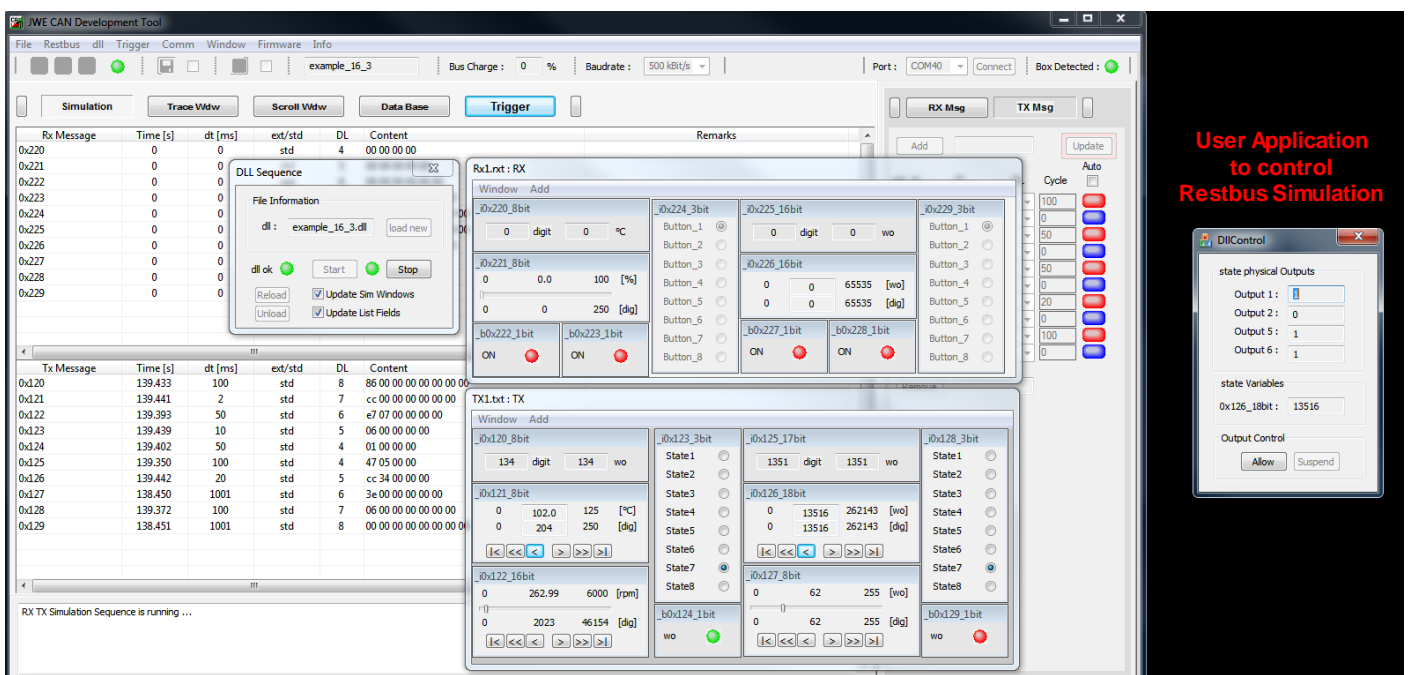 JWE CAN Development Tool
File Restbus dll Trigger Comm Window Firmware Info
example_16_3 Bus Charge : 0 % Baudrate : 500 kBit/s Port : COM40 Connect Box Detected :
Simulation Trace Wdw Scroll Wdw Data Base Trigger RX Msg TX Msg
Rx Message Time [s] dt [ms] ext/std DL Content Remarks
0x220 0 0 std 4 00 00 00 00
0x221 0 0
0x222 0 0
0x223 0 0
0x224 0 0
0x225 0 0
0x226 0 0
0x227 0 0
0x228 0 0
0x229 0 0
DLL Sequence
File Information
dll : example_16_3.dll load new
dll ok Start Stop
Reload Update Sim Windows
Unload Update List Fields
Rx1.rxt : RX
Window Add
_i0x220_8bit
0 digit 0 ºC
_i0x221_8bit
0 0.0 100 [%]
0 0 250 [dig]
_b0x222_1bit _b0x223_1bit
ON ON
_i0x224_3bit
Button_1
Button_2
Button_3
Button_4
Button_5
Button_6
Button_7
Button_8
_i0x225_16bit
0 digit 0 wo
_i0x226_16bit
0 0 65535 [wo]
0 0 65535 [dig]
_b0x227_1bit _b0x228_1bit
ON ON
_i0x229_3bit
Button_1
Button_2
Button_3
Button_4
Button_5
Button_6
Button_7
Button_8
Add Update
Cycle Auto
100
0
50
0
50
0
20
0
100
0
Remove
Tx Message Time [s] dt [ms] ext/std DL Content
0x120 139.433 100 std 8 86 00 00 00 00 00 00 00
0x121 139.441 2 std 7 cc 00 00 00 00 00 00
0x122 139.393 50 std 6 e7 07 00 00 00 00
0x123 139.439 10 std 5 06 00 00 00 00
0x124 139.402 50 std 4 01 00 00 00
0x125 139.350 100 std 4 47 05 00 00
0x126 139.442 20 std 5 cc 34 00 00 00
0x127 138.450 1001 std 6 3e 00 00 00 00 00
0x128 139.372 100 std 7 06 00 00 00 00 00 00
0x129 138.451 1001 std 8 00 00 00 00 00 00 00 00
TX1.txt : TX
Window Add
_i0x120_8bit
134 digit 134 wo
_i0x121_8bit
0 102.0 125 [ºC]
0 204 250 [dig]
|< << < > >> >|
_i0x122_16bit
0 262.99 6000 [rpm]
0 2023 46154 [dig]
|< << < > >> >|
_i0x123_3bit
State1
State2
State3
State4
State5
State6
State7
State8
_b0x124_1bit
wo
_i0x125_17bit
1351 digit 1351 wo
_i0x126_18bit
0 13516 262143 [wo]
0 13516 262143 [dig]
|< << < > >> >|
_i0x127_8bit
0 62 255 [wo]
0 62 255 [dig]
|< << < > >> >|
_i0x128_3bit
State1
State2
State3
State4
State5
State6
State7
State8
_b0x129_1bit
wo
RX TX Simulation Sequence is running ...
User Application
to control
Restbus Simulation
DllControl
state physical Outputs
Output 1 : 1
Output 2 : 0
Output 5 : 1
Output 6 : 1
state Variables
0x126_18bit : 13516
Output Control
Allow Suspend